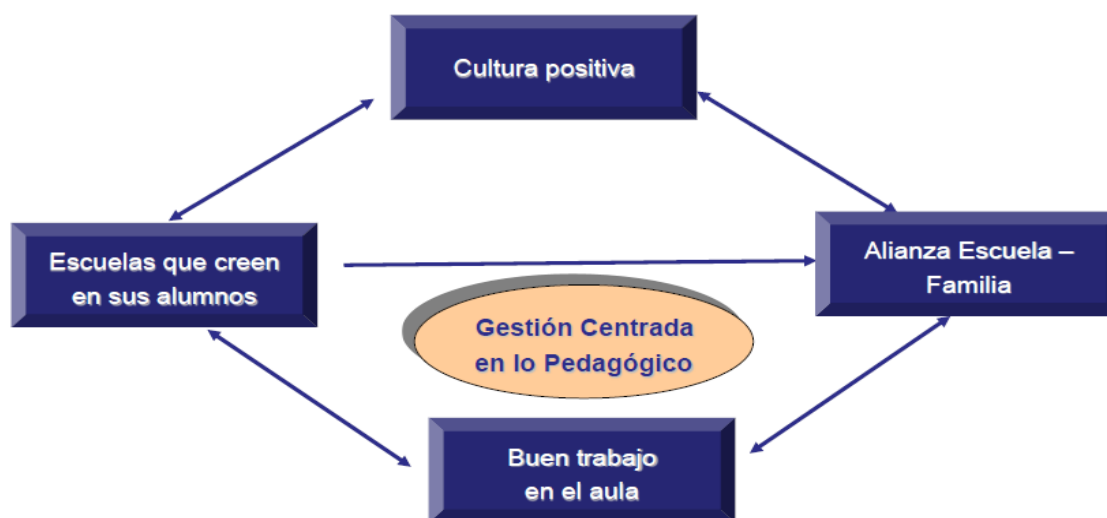 Cultura positiva
Escuelas que creen
en sus alumnos
Alianza Escuela –
Familia
Gestión Centrada
en lo Pedagógico
Buen trabajo
en el aula